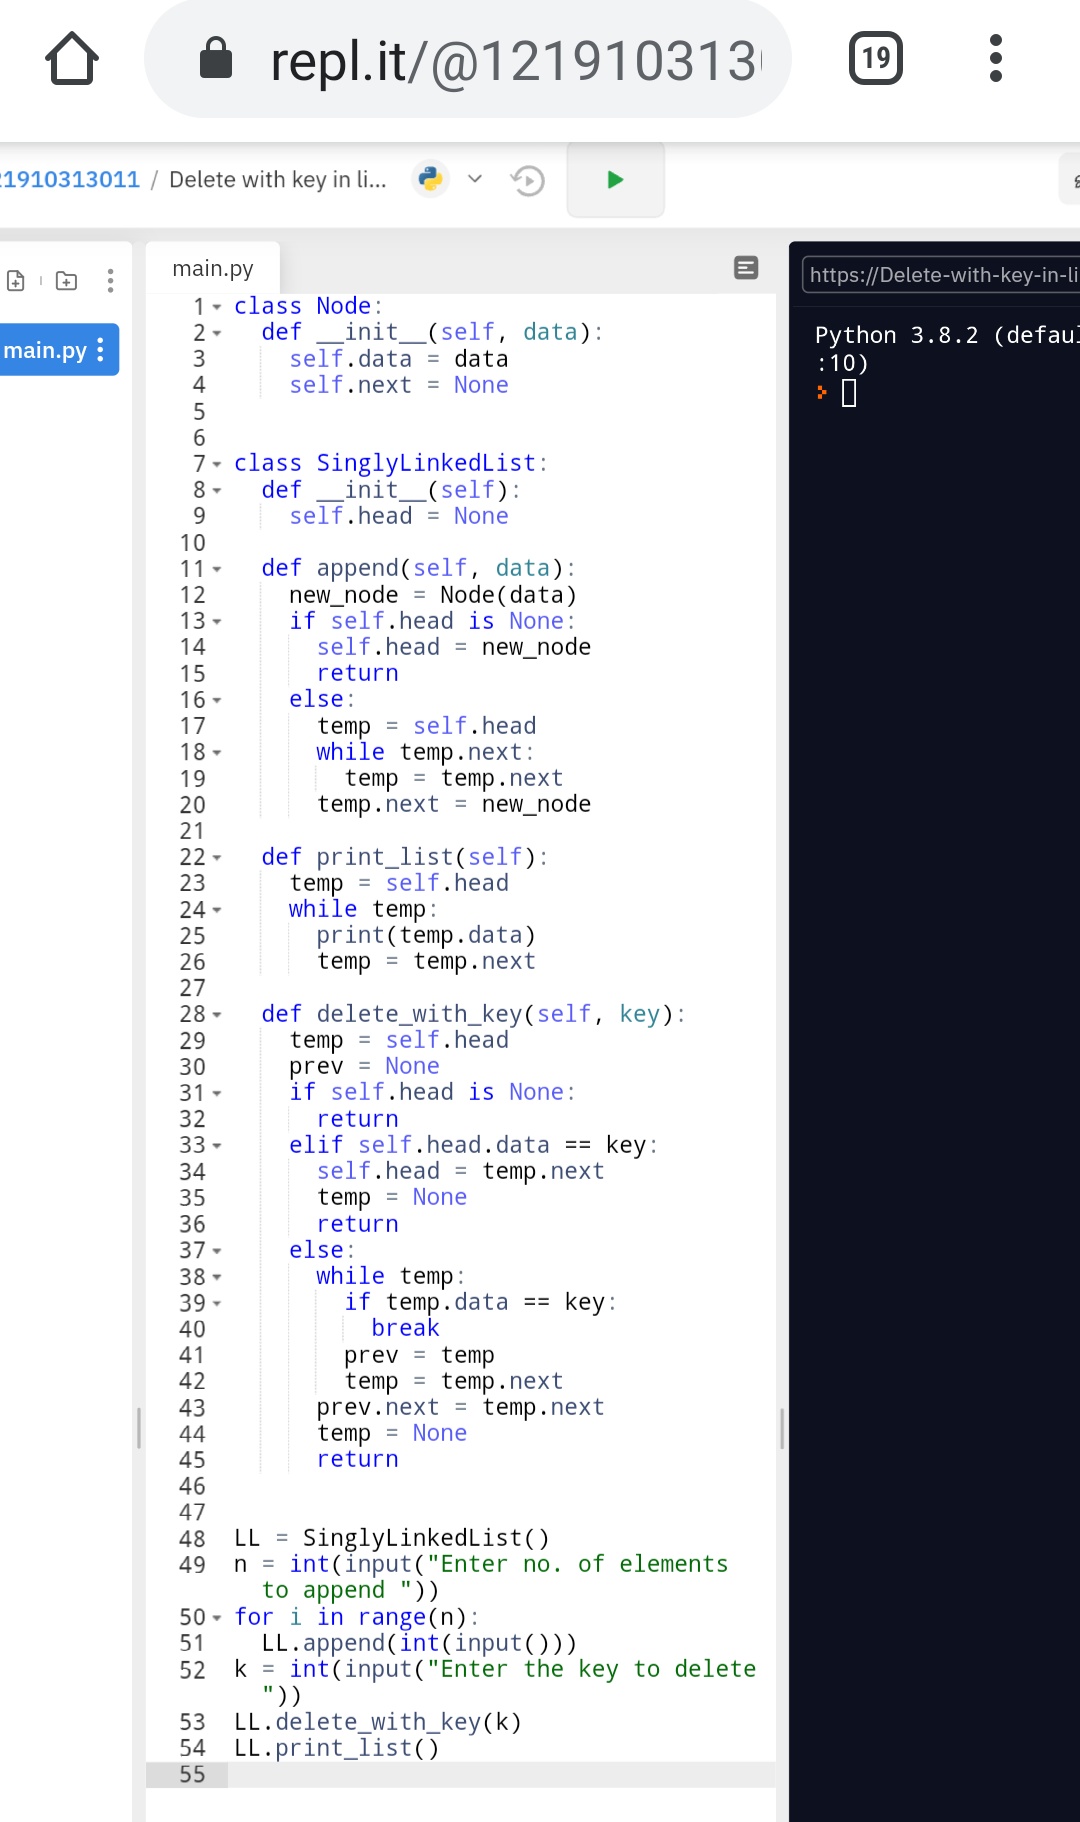 repl.it/@121910313
19
21910313011 / Delete with key in li...
main.py
https://Delete-with-key-in-li
main.py
Python 3.8.2 (defaul
:10)
1 class Node:
2   def __init__(self, data):
3     self.data = data
4     self.next = None
5
6
7 class SinglyLinkedList:
8   def __init__(self):
9     self.head = None
10
11   def append(self, data):
12     new_node = Node(data)
13     if self.head is None:
14       self.head = new_node
15       return
16     else:
17       temp = self.head
18       while temp.next:
19         temp = temp.next
20       temp.next = new_node
21
22   def print_list(self):
23     temp = self.head
24     while temp:
25       print(temp.data)
26       temp = temp.next
27
28   def delete_with_key(self, key):
29     temp = self.head
30     prev = None
31     if self.head is None:
32       return
33     elif self.head.data == key:
34       self.head = temp.next
35       temp = None
36       return
37     else:
38       while temp:
39         if temp.data == key:
40           break
41         prev = temp
42         temp = temp.next
43       prev.next = temp.next
44       temp = None
45       return
46
47
48 LL = SinglyLinkedList()
49 n = int(input("Enter no. of elements
to append "))
50 for i in range(n):
51   LL.append(int(input()))
52 k = int(input("Enter the key to delete
"))
53 LL.delete_with_key(k)
54 LL.print_list()
55